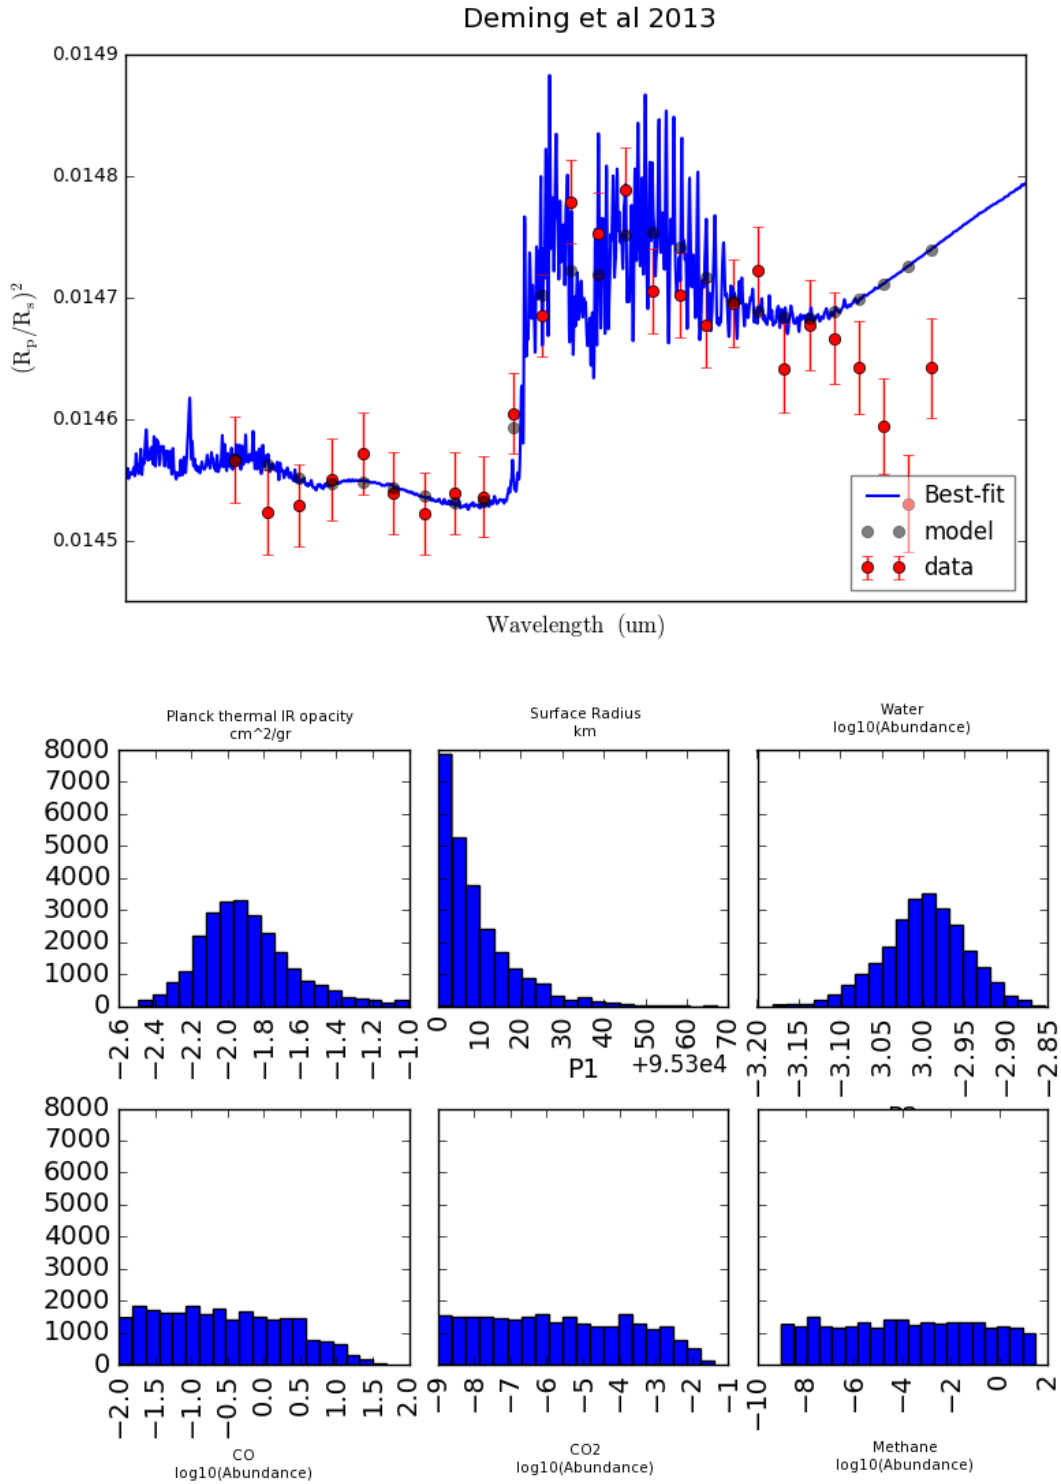 Deming et al 2013
0.0149
0.0148
0.0147
0.0146
0.0145
(R_p/R_s)^2
Best-fit
model
data
Wavelength (um)
Planck thermal IR opacity
cm^2/gr
Surface Radius
km
Water
log10(Abundance)
8000
7000
6000
5000
4000
3000
2000
1000
0
−2.6 −2.4 −2.2 −2.0 −1.8 −1.6 −1.4 −1.2 −1.0
0 10 20 30 40 50 60 70
P1 +9.53e4
−3.20 −3.15 −3.10 −3.05 −3.00 −2.95 −2.90 −2.85
8000
7000
6000
5000
4000
3000
2000
1000
0
−2.0 −1.5 −1.0 −0.5 0.0 0.5 1.0 1.5 2.0
−9 −8 −7 −6 −5 −4 −3 −2 −1
−10 −8 −6 −4 −2 0 2
CO
log10(Abundance)
CO2
log10(Abundance)
Methane
log10(Abundance)